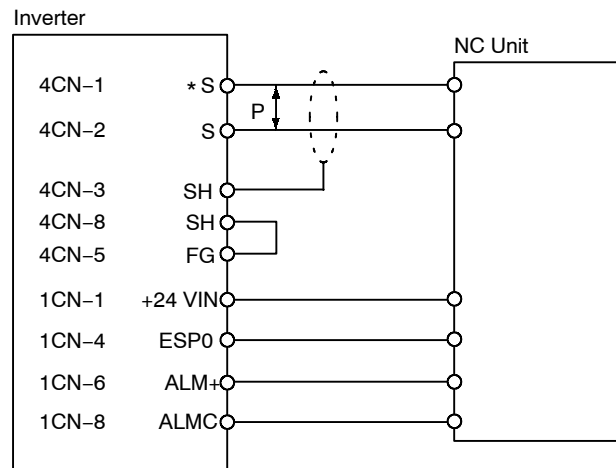 Inverter
NC Unit
4CN−1 * S
P
4CN−2 S
4CN−3 SH
4CN−8 SH
4CN−5 FG
1CN−1 +24 VIN
1CN−4 ESP0
1CN−6 ALM+
1CN−8 ALMC